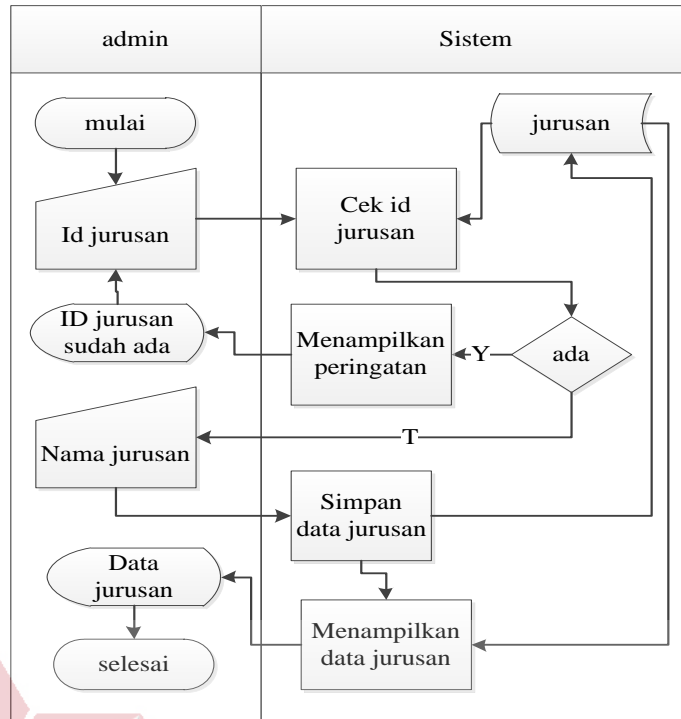 admin
Sistem
mulai
jurusan
Id jurusan
Cek id
jurusan
ID jurusan
sudah ada
Menampilkan
peringatan
Y
ada
T
Nama jurusan
Simpan
data jurusan
Data
jurusan
Menampilkan
data jurusan
selesai